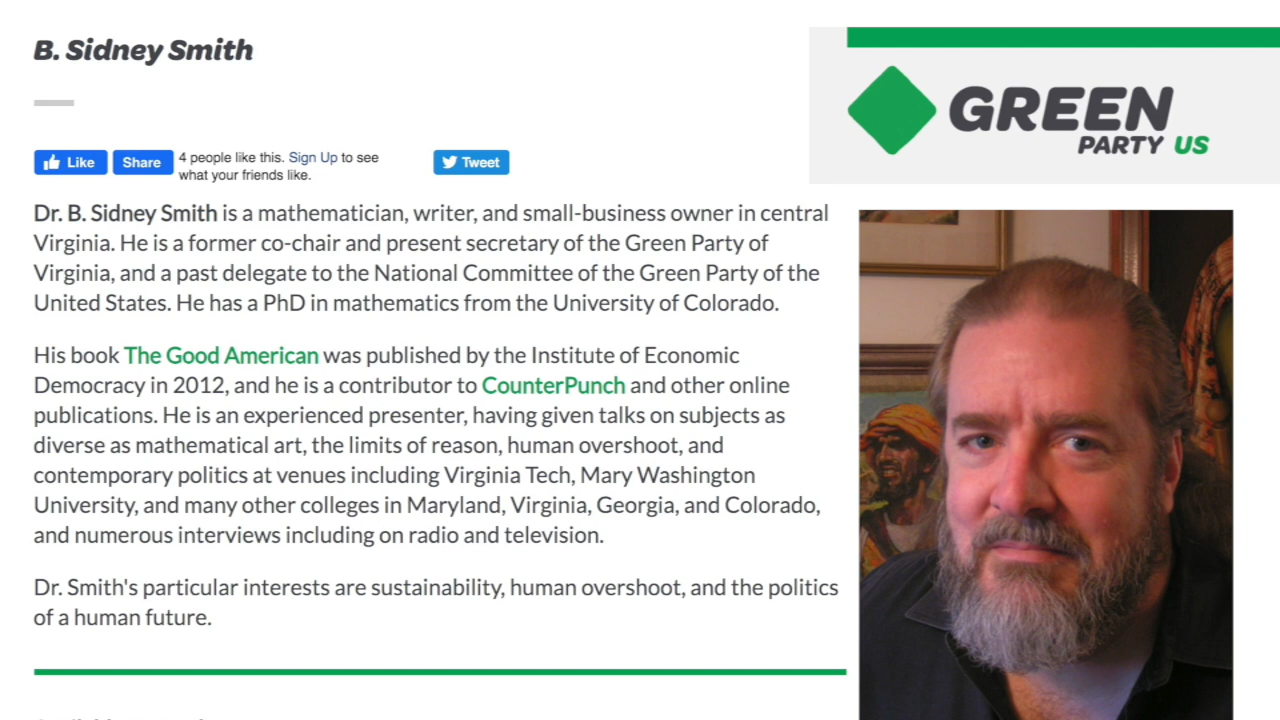 B. Sidney Smith
GREEN
PARTY US
Like
Share
4 people like this. Sign Up to see
what your friends like.
Tweet
Dr. B. Sidney Smith is a mathematician, writer, and small-business owner in central
Virginia. He is a former co-chair and present secretary of the Green Party of
Virginia, and a past delegate to the National Committee of the Green Party of the
United States. He has a PhD in mathematics from the University of Colorado.
His book The Good American was published by the Institute of Economic
Democracy in 2012, and he is a contributor to CounterPunch and other online
publications. He is an experienced presenter, having given talks on subjects as
diverse as mathematical art, the limits of reason, human overshoot, and
contemporary politics at venues including Virginia Tech, Mary Washington
University, and many other colleges in Maryland, Virginia, Georgia, and Colorado,
and numerous interviews including on radio and television.
Dr. Smith's particular interests are sustainability, human overshoot, and the politics
of a human future.